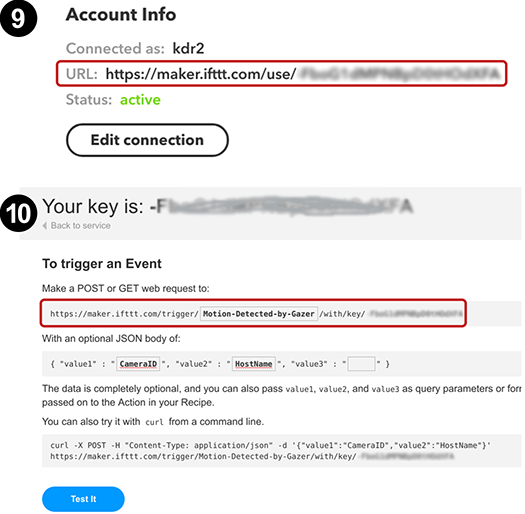 9
Account Info
Connected as: kdr2
URL: https://maker.ifttt.com/use/
Status: active
Edit connection
10
Your key is:
Back to service
To trigger an Event
Make a POST or GET web request to:
https://maker.ifttt.com/trigger/ Motion-Detected-by-Gazer /with/key/
With an optional JSON body of:
{ "value1" : " CameraID ", "value2" : " HostName ", "value3" : " " }
The data is completely optional, and you can also pass value1, value2, and value3 as query parameters or for
passed on to the Action in your Recipe.
You can also try it with curl from a command line.
curl -X POST -H "Content-Type: application/json" -d '{"value1":"CameraID","value2":"HostName"}'
https://maker.ifttt.com/trigger/Motion-Detected-by-Gazer/with/key/
Test It